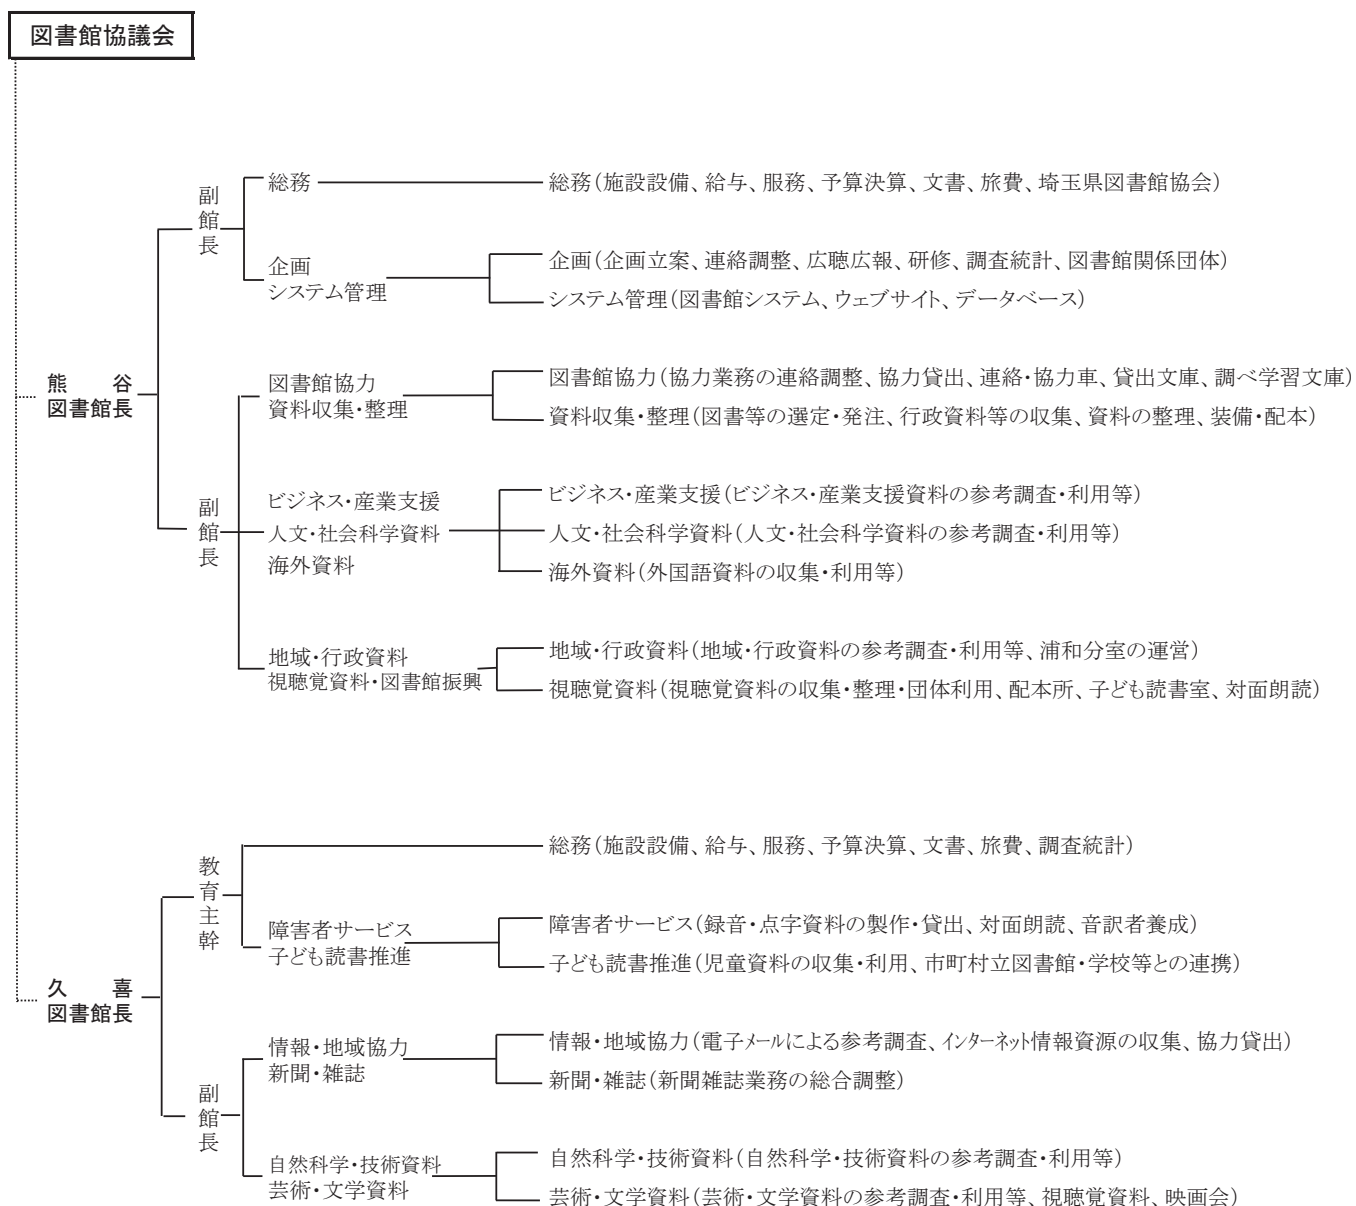 図書館協議会
副館長
総務
総務(施設設備、給与、服務、予算決算、文書、旅費、埼玉県図書館協会)
企画
システム管理
企画(企画立案、連絡調整、広聴広報、研修、調査統計、図書館関係団体)
システム管理(図書館システム、ウェブサイト、データベース)
熊谷
図書館長
図書館協力
資料収集・整理
図書館協力(協力業務の連絡調整、協力貸出、連絡・協力車、貸出文庫、調べ学習文庫)
資料収集・整理(図書等の選定・発注、行政資料等の収集、資料の整理、装備・配本)
副館長
ビジネス・産業支援
人文・社会科学資料
海外資料
ビジネス・産業支援(ビジネス・産業支援資料の参考調査・利用等)
人文・社会科学資料(人文・社会科学資料の参考調査・利用等)
海外資料(外国語資料の収集・利用等)
地域・行政資料
視聴覚資料・図書館振興
地域・行政資料(地域・行政資料の参考調査・利用等、浦和分室の運営)
視聴覚資料(視聴覚資料の収集・整理・団体利用、配本所、子ども読書室、対面朗読)
教育主幹
総務(施設設備、給与、服務、予算決算、文書、旅費、調査統計)
障害者サービス
子ども読書推進
障害者サービス(録音・点字資料の製作・貸出、対面朗読、音訳者養成)
子ども読書推進(児童資料の収集・利用、市町村立図書館・学校等との連携)
久喜
図書館長
情報・地域協力
新聞・雑誌
情報・地域協力(電子メールによる参考調査、インターネット情報資源の収集、協力貸出)
新聞・雑誌(新聞雑誌業務の総合調整)
副館長
自然科学・技術資料
芸術・文学資料
自然科学・技術資料(自然科学・技術資料の参考調査・利用等)
芸術・文学資料(芸術・文学資料の参考調査・利用等、視聴覚資料、映画会)